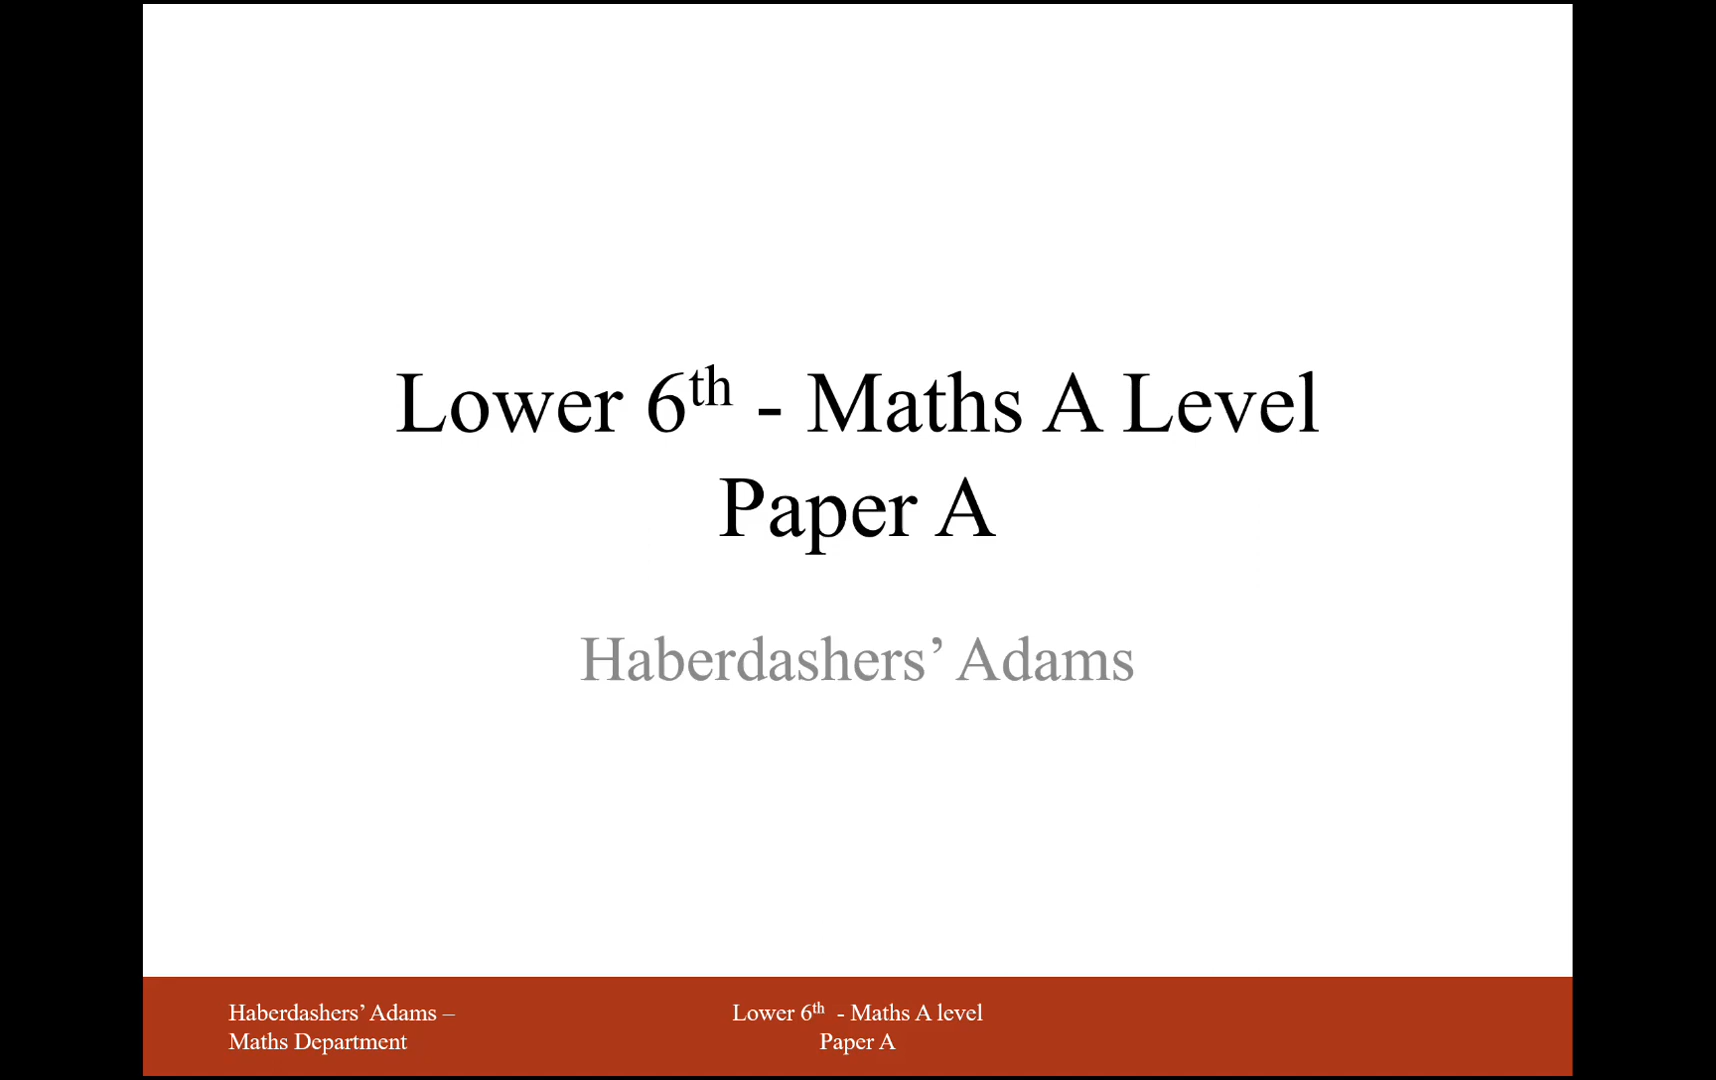 Lower 6th - Maths A Level
Paper A
Haberdashers’ Adams
Haberdashers’ Adams –
Maths Department
Lower 6th - Maths A level
Paper A